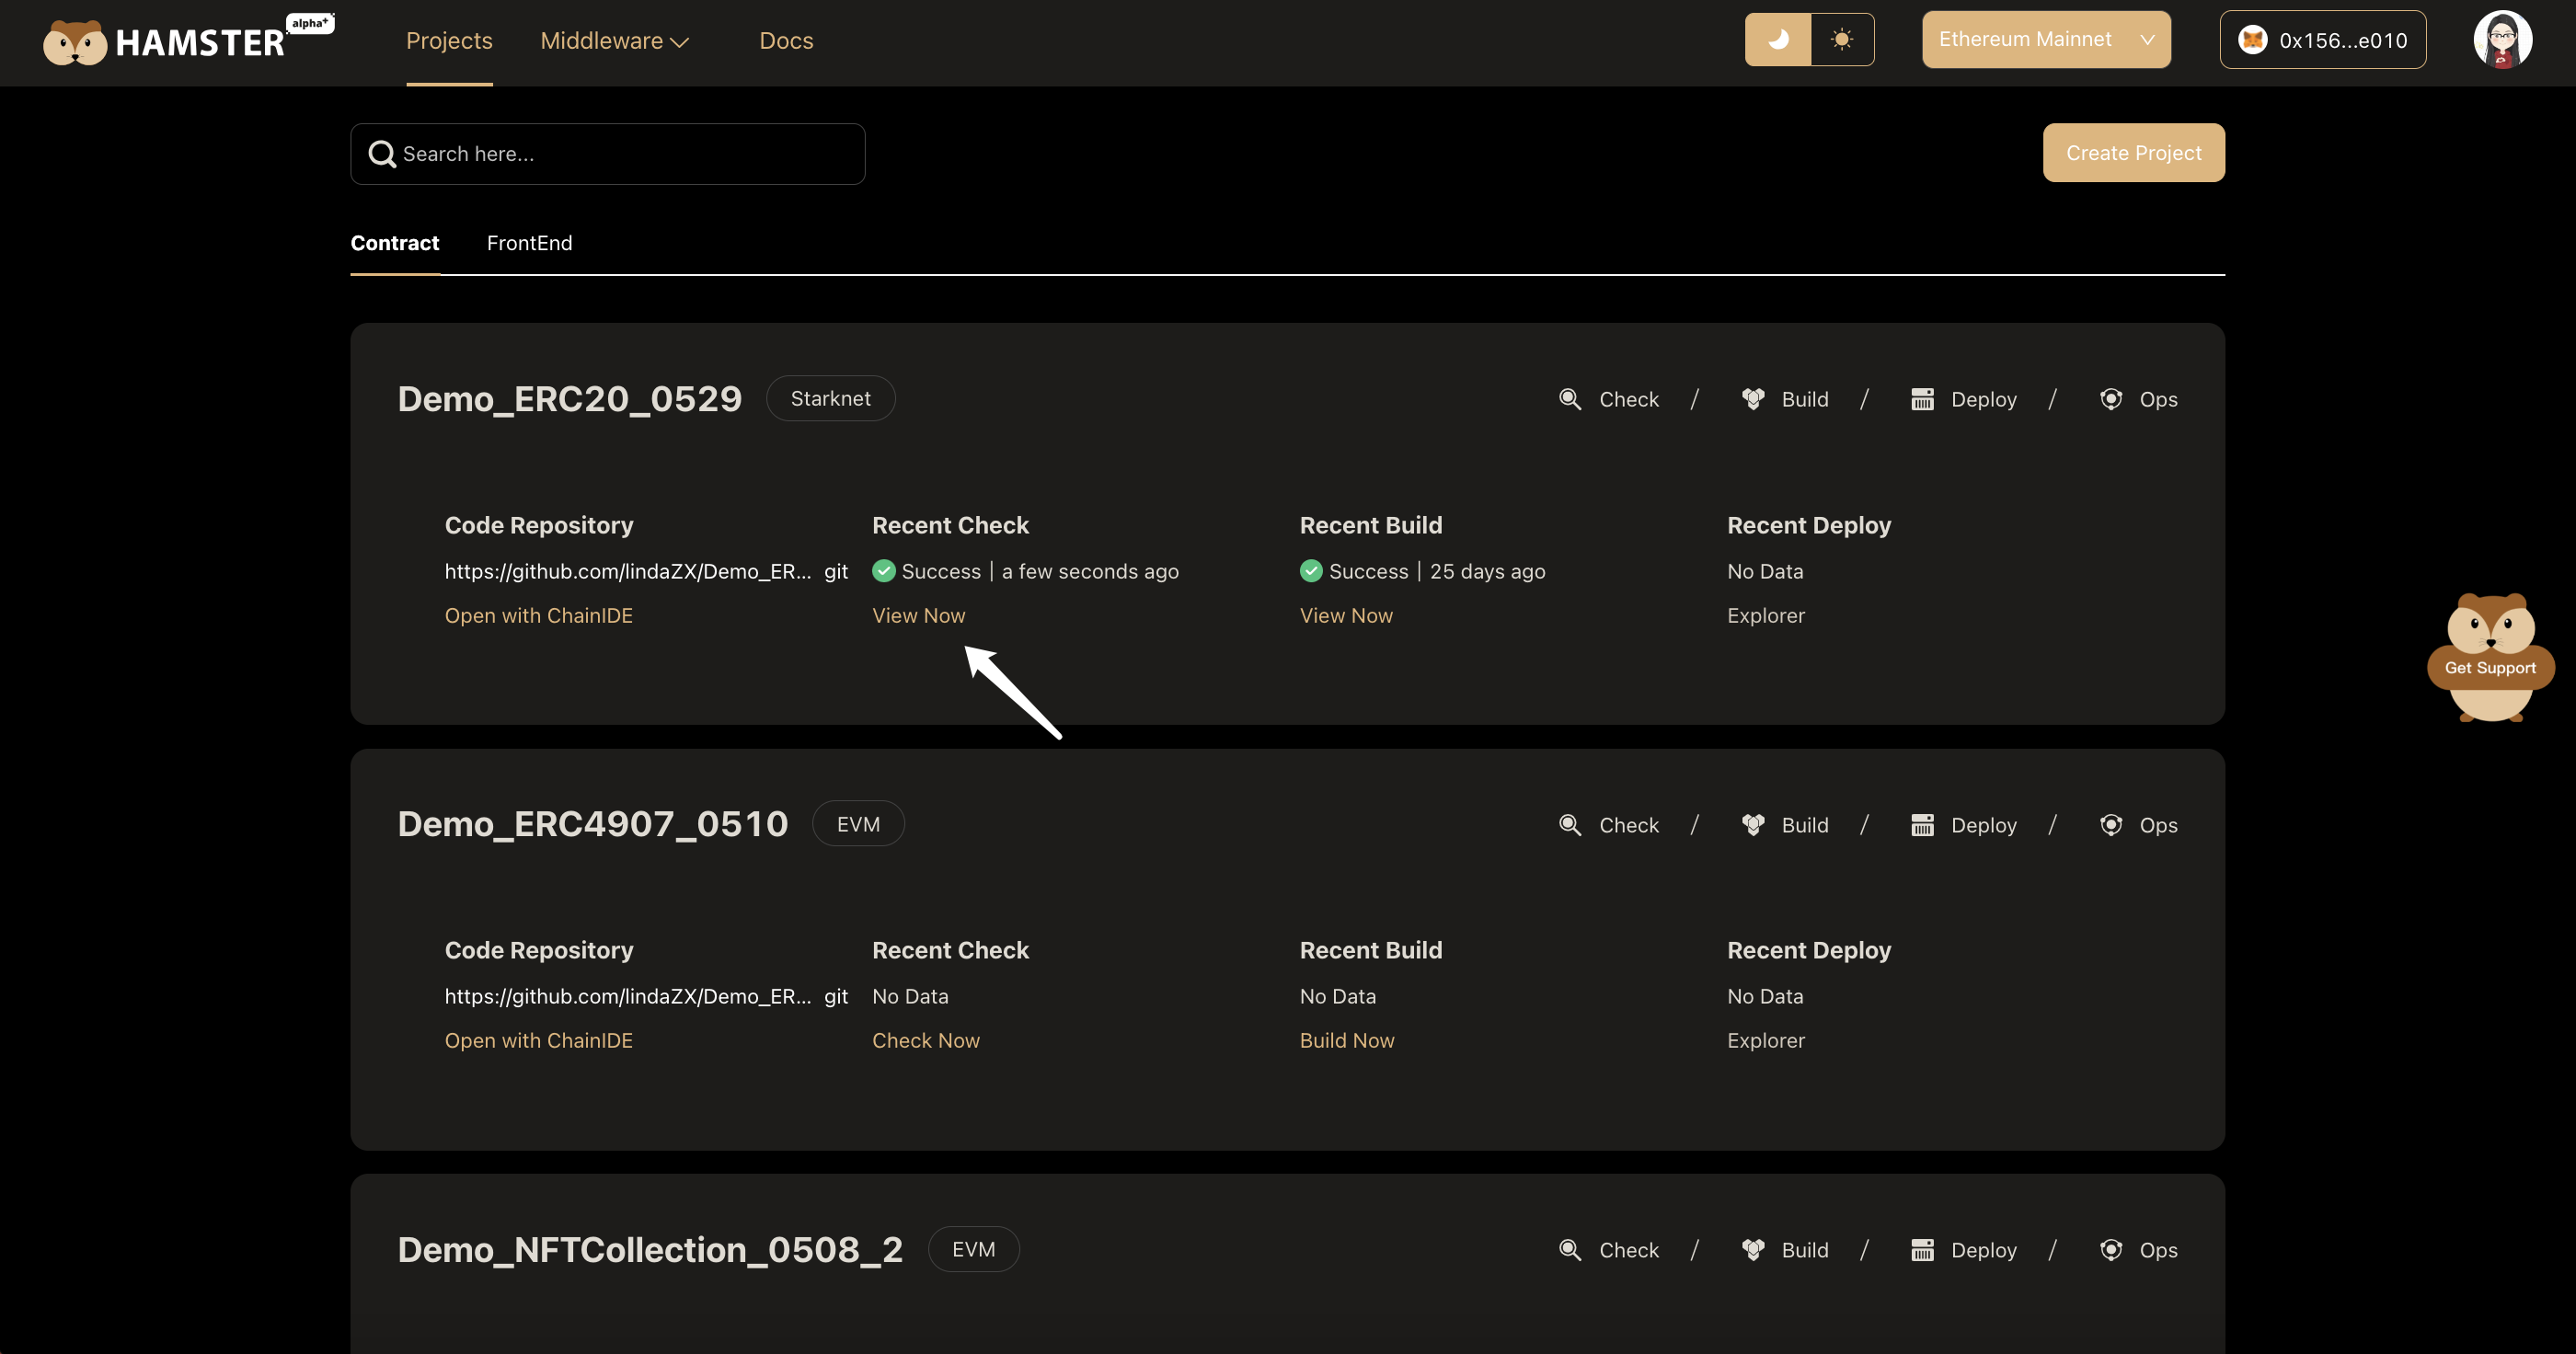 HAMSTER alpha+
Projects Middleware Docs
Ethereum Mainnet
0x156...e010
Search here...
Create Project
Contract FrontEnd
Demo_ERC20_0529 Starknet
Check / Build / Deploy / Ops
Code Repository Recent Check Recent Build Recent Deploy
https://github.com/lindaZX/Demo_ER... git Success | a few seconds ago Success | 25 days ago No Data
Open with ChainIDE View Now View Now Explorer
Get Support
Demo_ERC4907_0510 EVM
Check / Build / Deploy / Ops
Code Repository Recent Check Recent Build Recent Deploy
https://github.com/lindaZX/Demo_ER... git No Data No Data No Data
Open with ChainIDE Check Now Build Now Explorer
Demo_NFTCollection_0508_2 EVM
Check / Build / Deploy / Ops